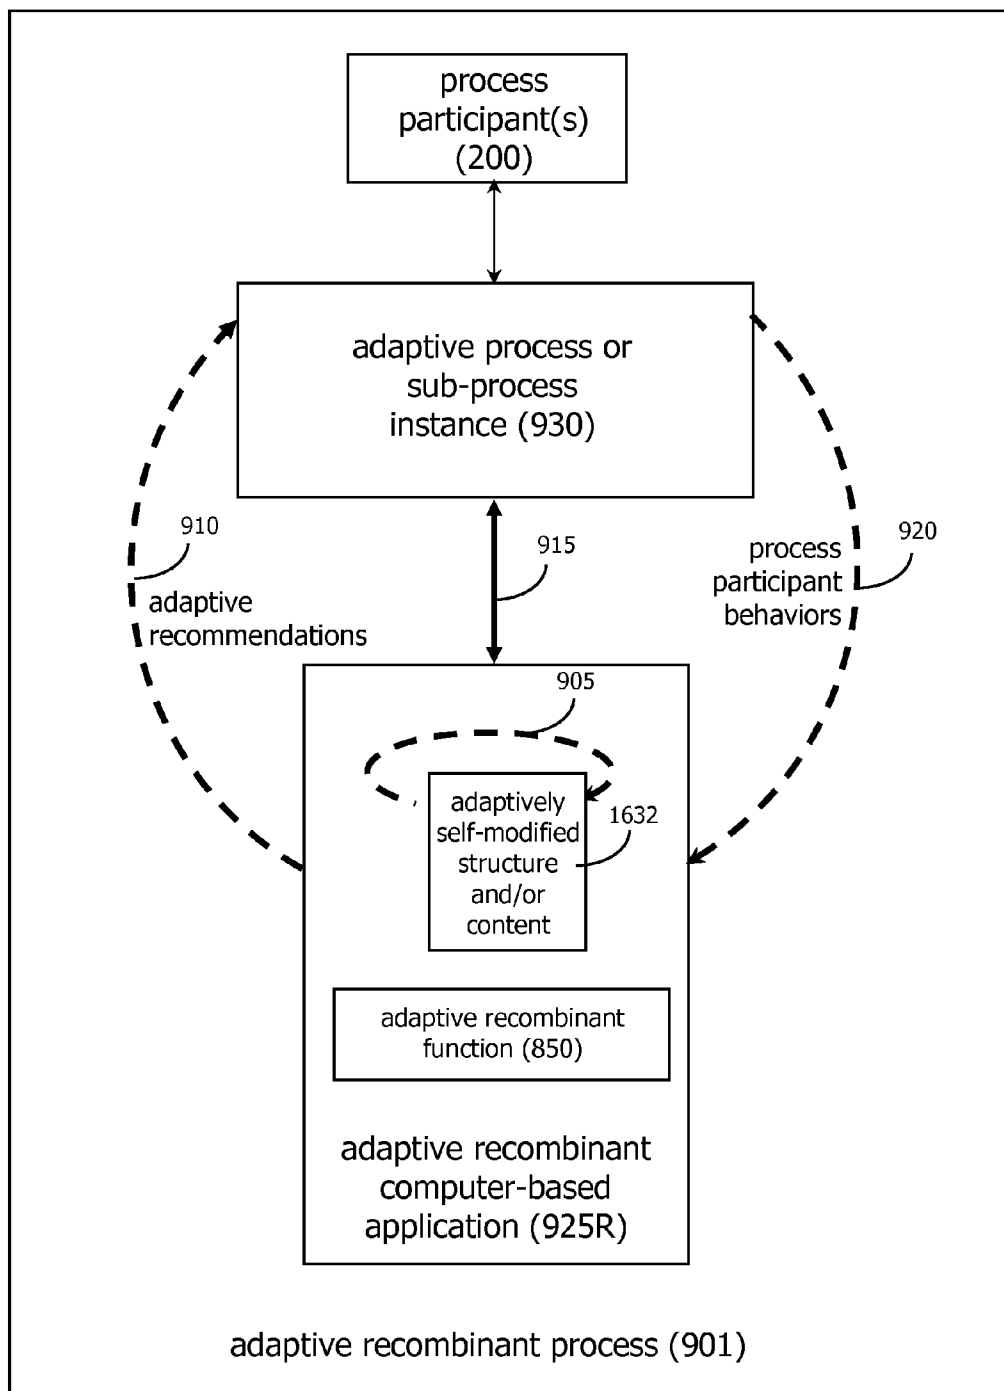 process
participant(s)
(200)
adaptive process or
sub-process
instance (930)
910
915
920
adaptive
recommendations
process
participant
behaviors
905
adaptively
self-modified
structure
and/or
content
1632
adaptive recombinant
function (850)
adaptive recombinant
computer-based
application (925R)
adaptive recombinant process (901)